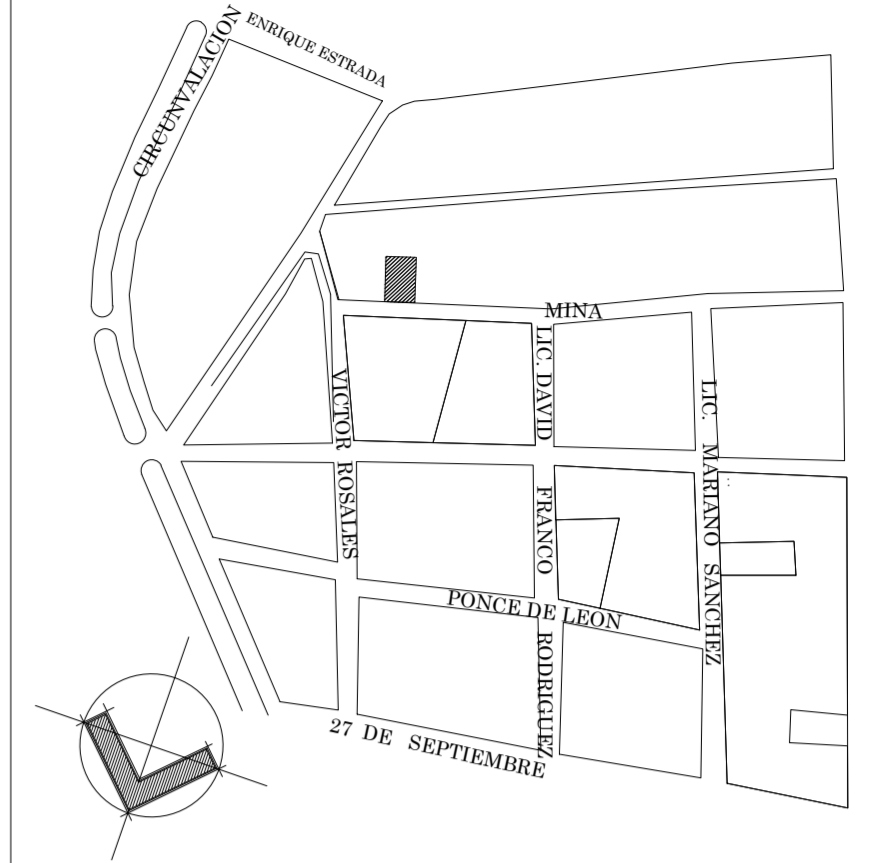 ENRIQUE ESTRADA
CIRCUNVALACION
MINA
LIC. DAVID FRANCO RODRIGUEZ
VICTOR ROSALES
LIC. MARIANO SANCHEZ
PONCE DE LEON
27 DE SEPTIEMBRE